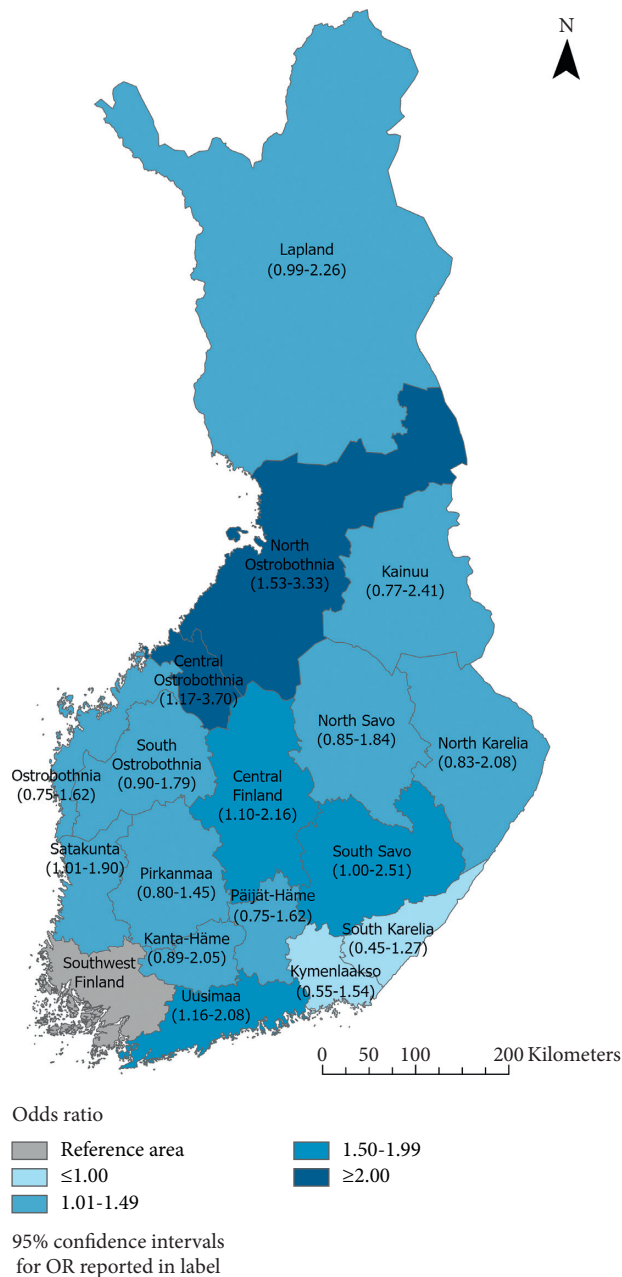 N
Lapland
(0.99-2.26)
North
Ostrobothnia
(1.53-3.33)
Kainuu
(0.77-2.41)
Central
Ostrobothnia
(1.17-3.70)
North Savo
(0.85-1.84)
North Karelia
(0.83-2.08)
South
Ostrobothnia
(0.90-1.79)
Ostrobothnia
(0.75-1.62)
Central
Finland
(1.10-2.16)
Satakunta
(1.01-1.90)
Pirkanmaa
(0.80-1.45)
South Savo
(1.00-2.51)
Päijät-Häme
(0.75-1.62)
Kanta-Häme
(0.89-2.05)
South Karelia
(0.45-1.27)
Southwest
Finland
Kymenlaakso
(0.55-1.54)
Uusimaa
(1.16-2.08)
0 50 100 200 Kilometers
Odds ratio
Reference area
≤1.00
1.01-1.49
1.50-1.99
≥2.00
95% confidence intervals
for OR reported in label